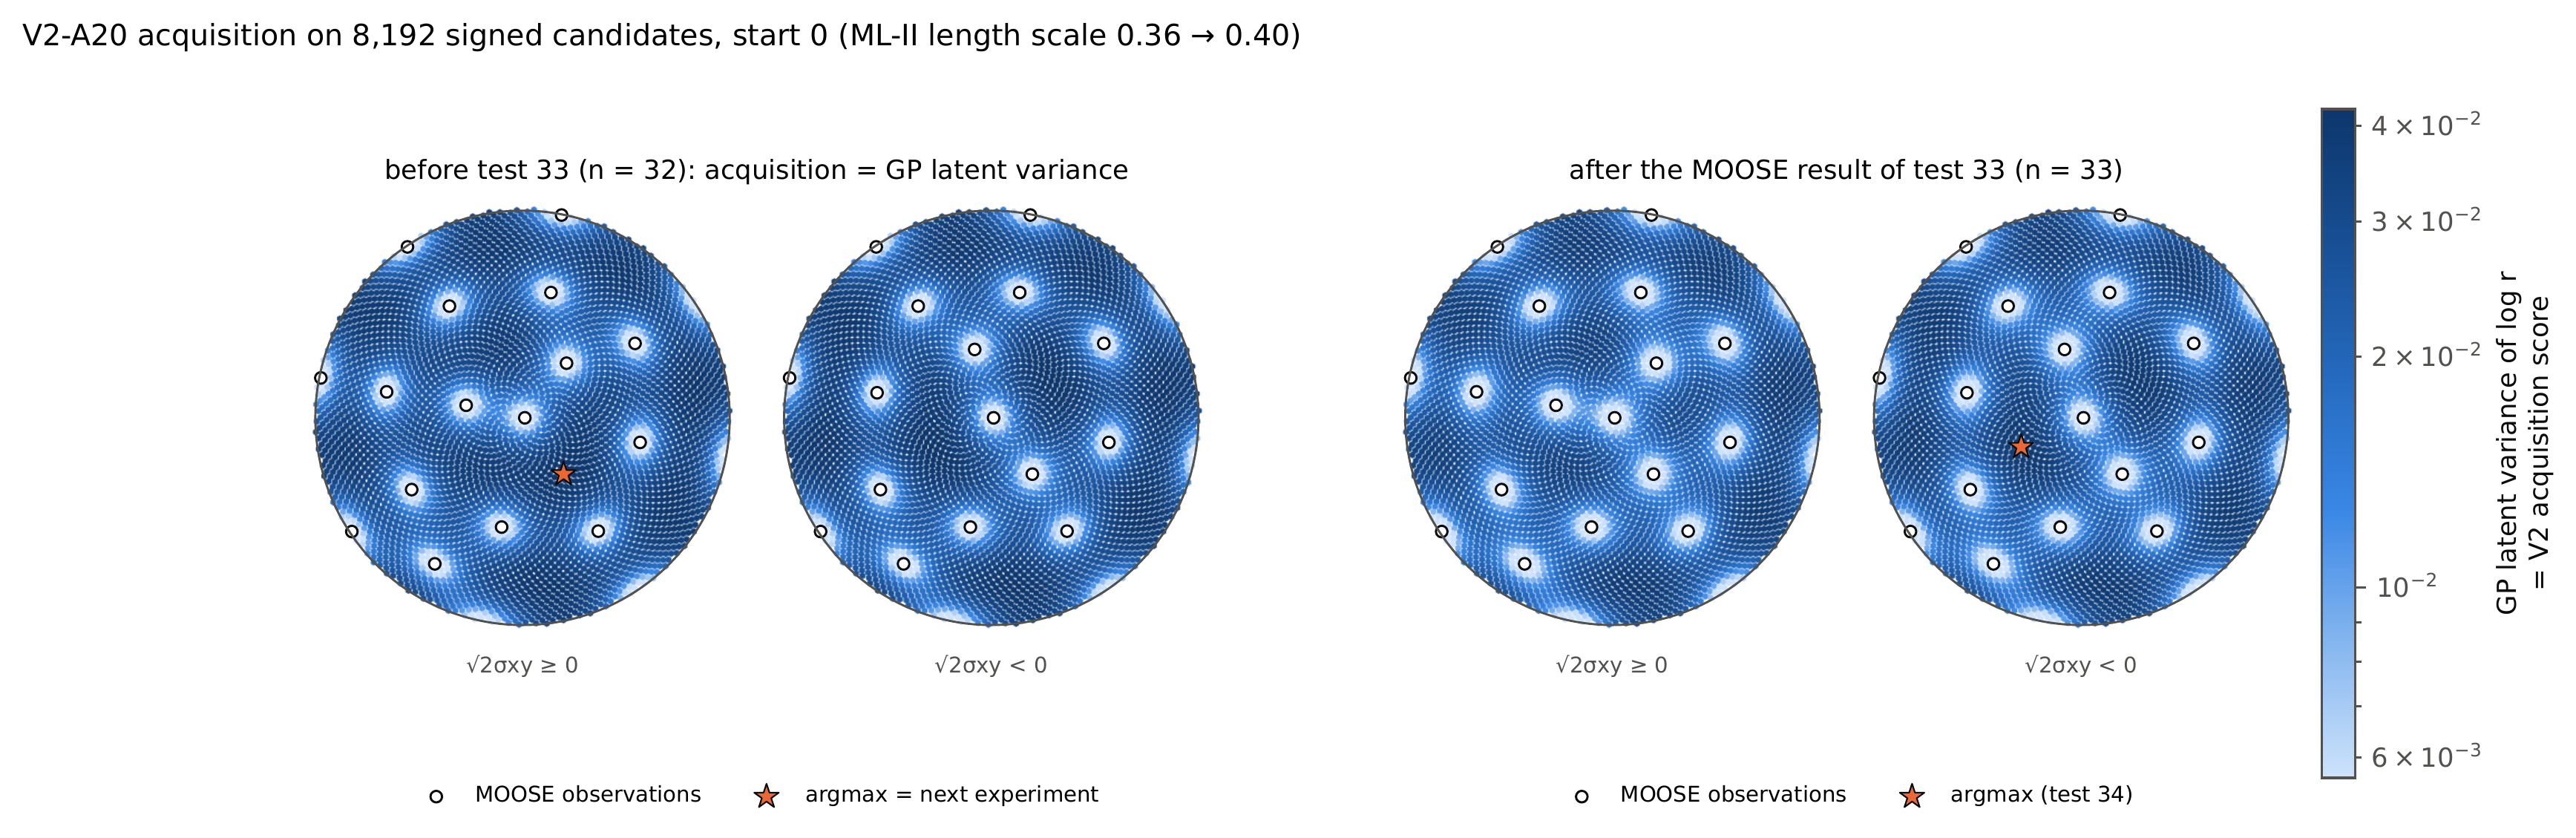 V2-A20 acquisition on 8,192 signed candidates, start 0 (ML-II length scale 0.36 → 0.40)
before test 33 (n = 32): acquisition = GP latent variance
after the MOOSE result of test 33 (n = 33)
√2σxy ≥ 0
√2σxy < 0
√2σxy ≥ 0
√2σxy < 0
MOOSE observations
argmax = next experiment
MOOSE observations
argmax (test 34)
4 × 10⁻²
3 × 10⁻²
2 × 10⁻²
10⁻²
6 × 10⁻³
GP latent variance of log r
= V2 acquisition score